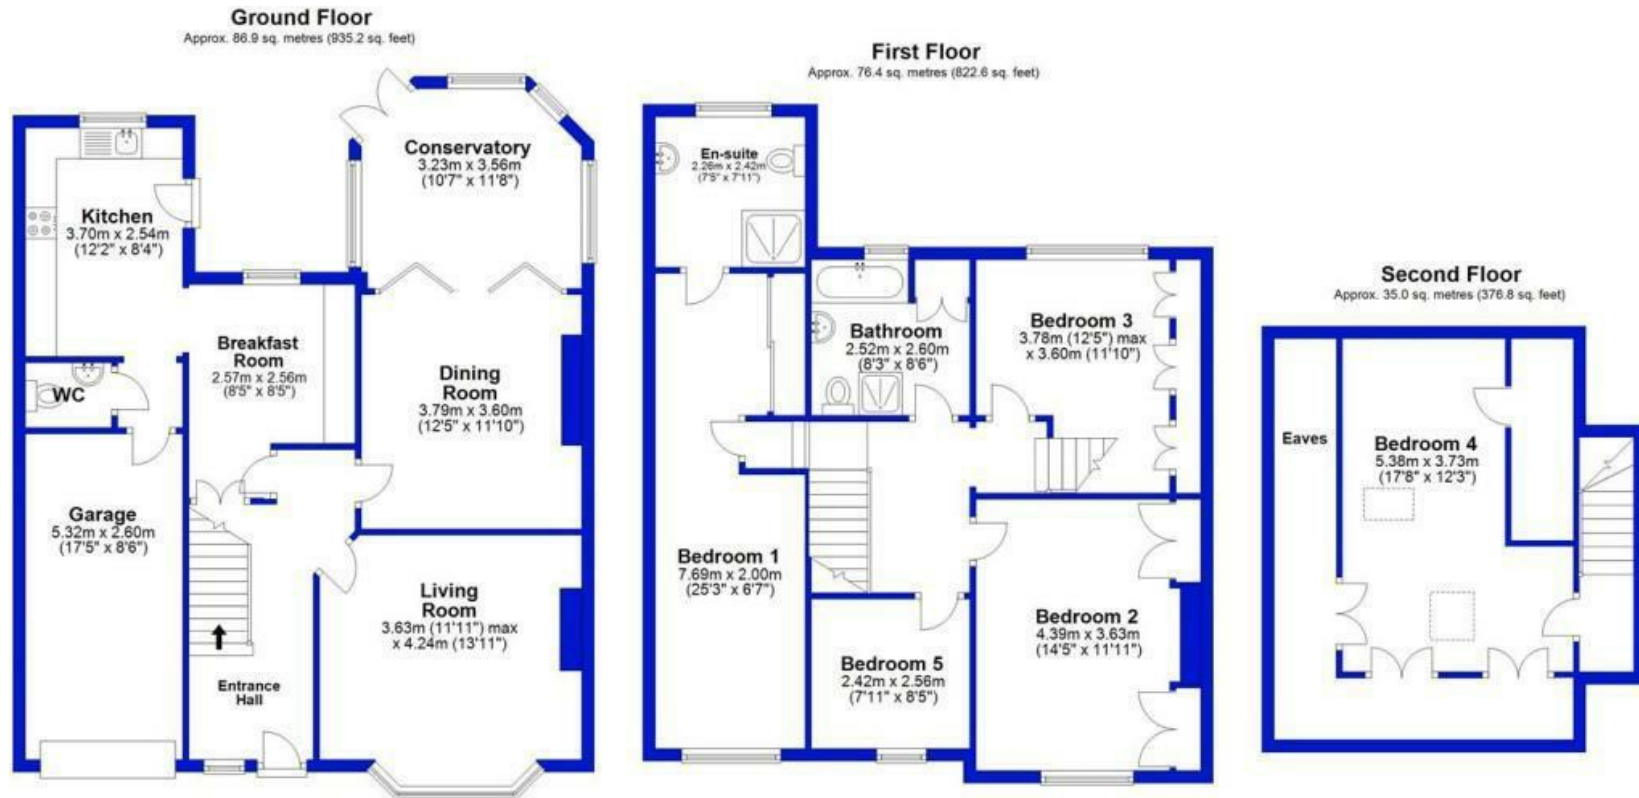 Ground Floor
Approx. 86.9 sq. metres (935.2 sq. feet)
Conservatory
3.23m x 3.56m
(10'7" x 11'8")
Kitchen
3.70m x 2.54m
(12'2" x 8'4")
Breakfast
Room
2.57m x 2.56m
(8'5" x 8'5")
WC
Dining
Room
3.79m x 3.60m
(12'5" x 11'10")
Garage
5.32m x 2.60m
(17'5" x 8'6")
Living
Room
3.63m (11'11") max
x 4.24m (13'11")
Entrance
Hall
First Floor
Approx. 76.4 sq. metres (822.6 sq. feet)
En-suite
2.26m x 2.42m
(7'5" x 7'11")
Bathroom
2.52m x 2.60m
(8'3" x 8'6")
Bedroom 3
3.78m (12'5") max
x 3.60m (11'10")
Bedroom 1
7.69m x 2.00m
(25'3" x 6'7")
Bedroom 2
4.39m x 3.63m
(14'5" x 11'11")
Bedroom 5
2.42m x 2.56m
(7'11" x 8'5")
Second Floor
Approx. 35.0 sq. metres (376.8 sq. feet)
Eaves
Bedroom 4
5.38m x 3.73m
(17'8" x 12'3")